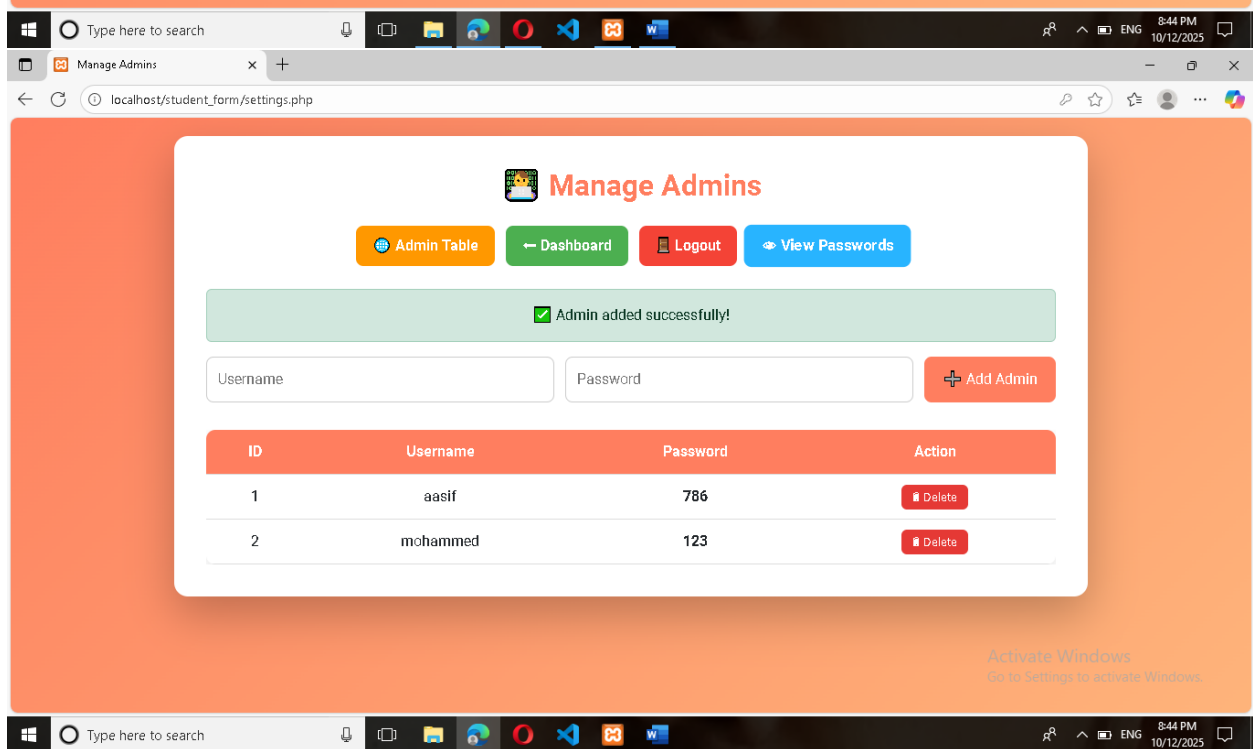 Type here to search
ENG
8:44 PM
10/12/2025
Manage Admins
localhost/student_form/settings.php
Manage Admins
Admin Table
Dashboard
Logout
View Passwords
Admin added successfully!
Username
Password
Add Admin
ID Username Password Action
1 aasif 786 Delete
2 mohammed 123 Delete
Activate Windows
Go to Settings to activate Windows.
Type here to search
ENG
8:44 PM
10/12/2025